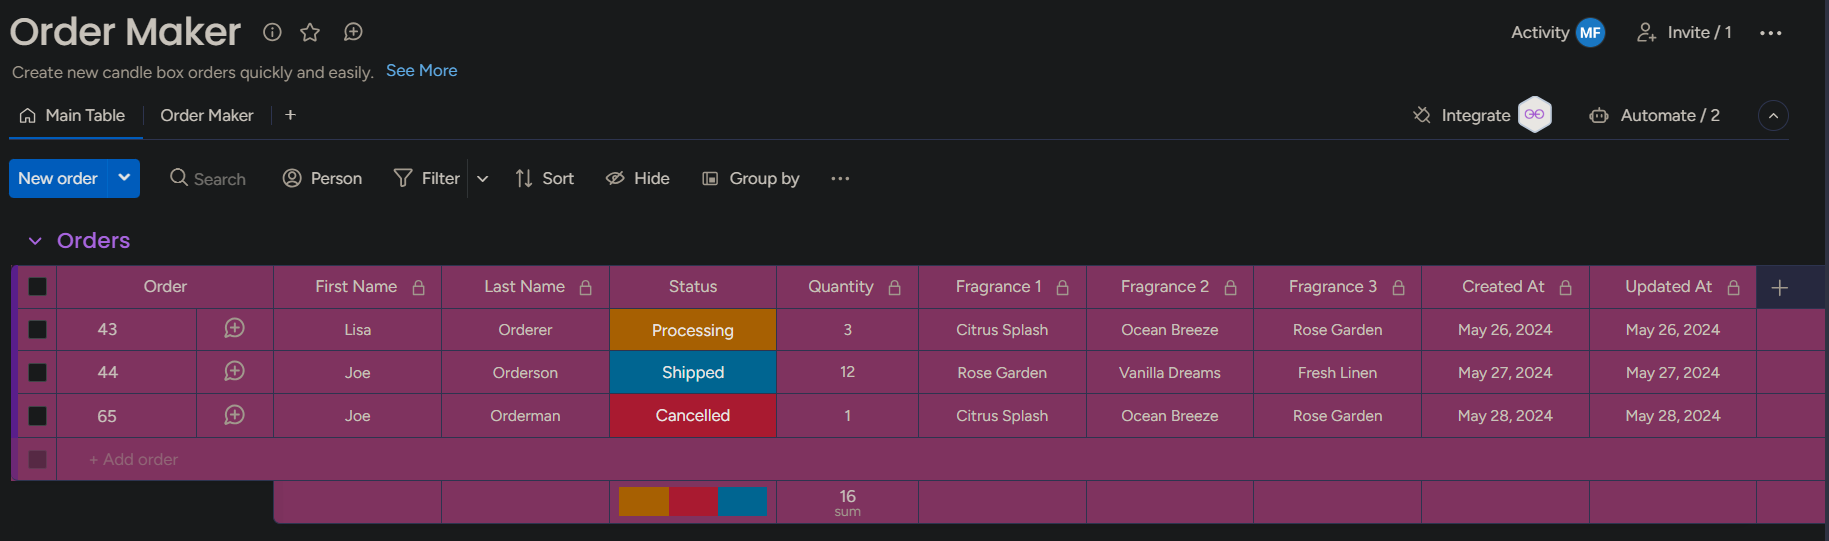 Order Maker
Activity MF Invite / 1
Create new candle box orders quickly and easily. See More
Main Table Order Maker + Integrate Automate / 2
New order Search Person Filter Sort Hide Group by
Orders
Order First Name Last Name Status Quantity Fragrance 1 Fragrance 2 Fragrance 3 Created At Updated At +
43 Lisa Orderer Processing 3 Citrus Splash Ocean Breeze Rose Garden May 26, 2024 May 26, 2024
44 Joe Orderson Shipped 12 Rose Garden Vanilla Dreams Fresh Linen May 27, 2024 May 27, 2024
65 Joe Orderman Cancelled 1 Citrus Splash Ocean Breeze Rose Garden May 28, 2024 May 28, 2024
+ Add order
16
sum